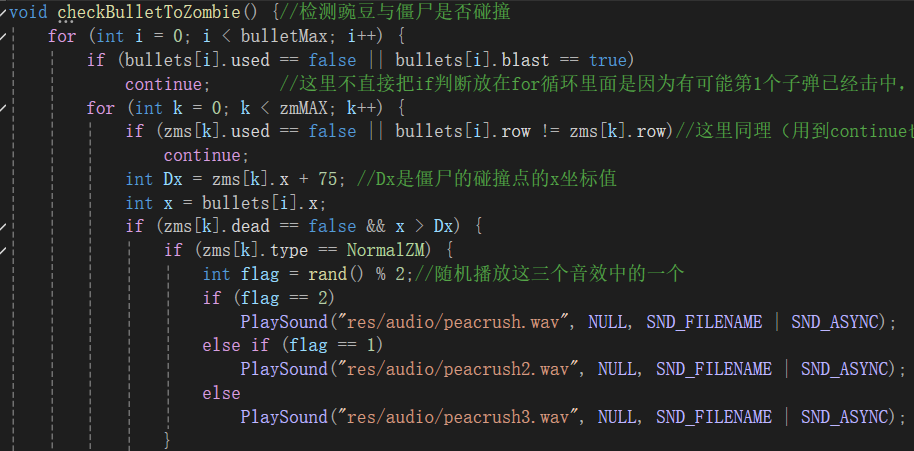 void checkBulletToZombie() {//检测豌豆与僵尸是否碰撞
for (int i = 0; i < bulletMax; i++) {
if (bullets[i].used == false || bullets[i].blast == true)
continue; //这里不直接把if判断放在for循环里面是因为有可能第1个子弹已经击中，
for (int k = 0; k < zmMAX; k++) {
if (zms[k].used == false || bullets[i].row != zms[k].row)//这里同理（用到continue
continue;
int Dx = zms[k].x + 75; //Dx是僵尸的碰撞点的x坐标值
int x = bullets[i].x;
if (zms[k].dead == false && x > Dx) {
if (zms[k].type == NormalZM) {
int flag = rand() % 2;//随机播放这三个音效中的一个
if (flag == 2)
PlaySound("res/audio/peacrush.wav", NULL, SND_FILENAME | SND_ASYNC);
else if (flag == 1)
PlaySound("res/audio/peacrush2.wav", NULL, SND_FILENAME | SND_ASYNC);
else
PlaySound("res/audio/peacrush3.wav", NULL, SND_FILENAME | SND_ASYNC);
}